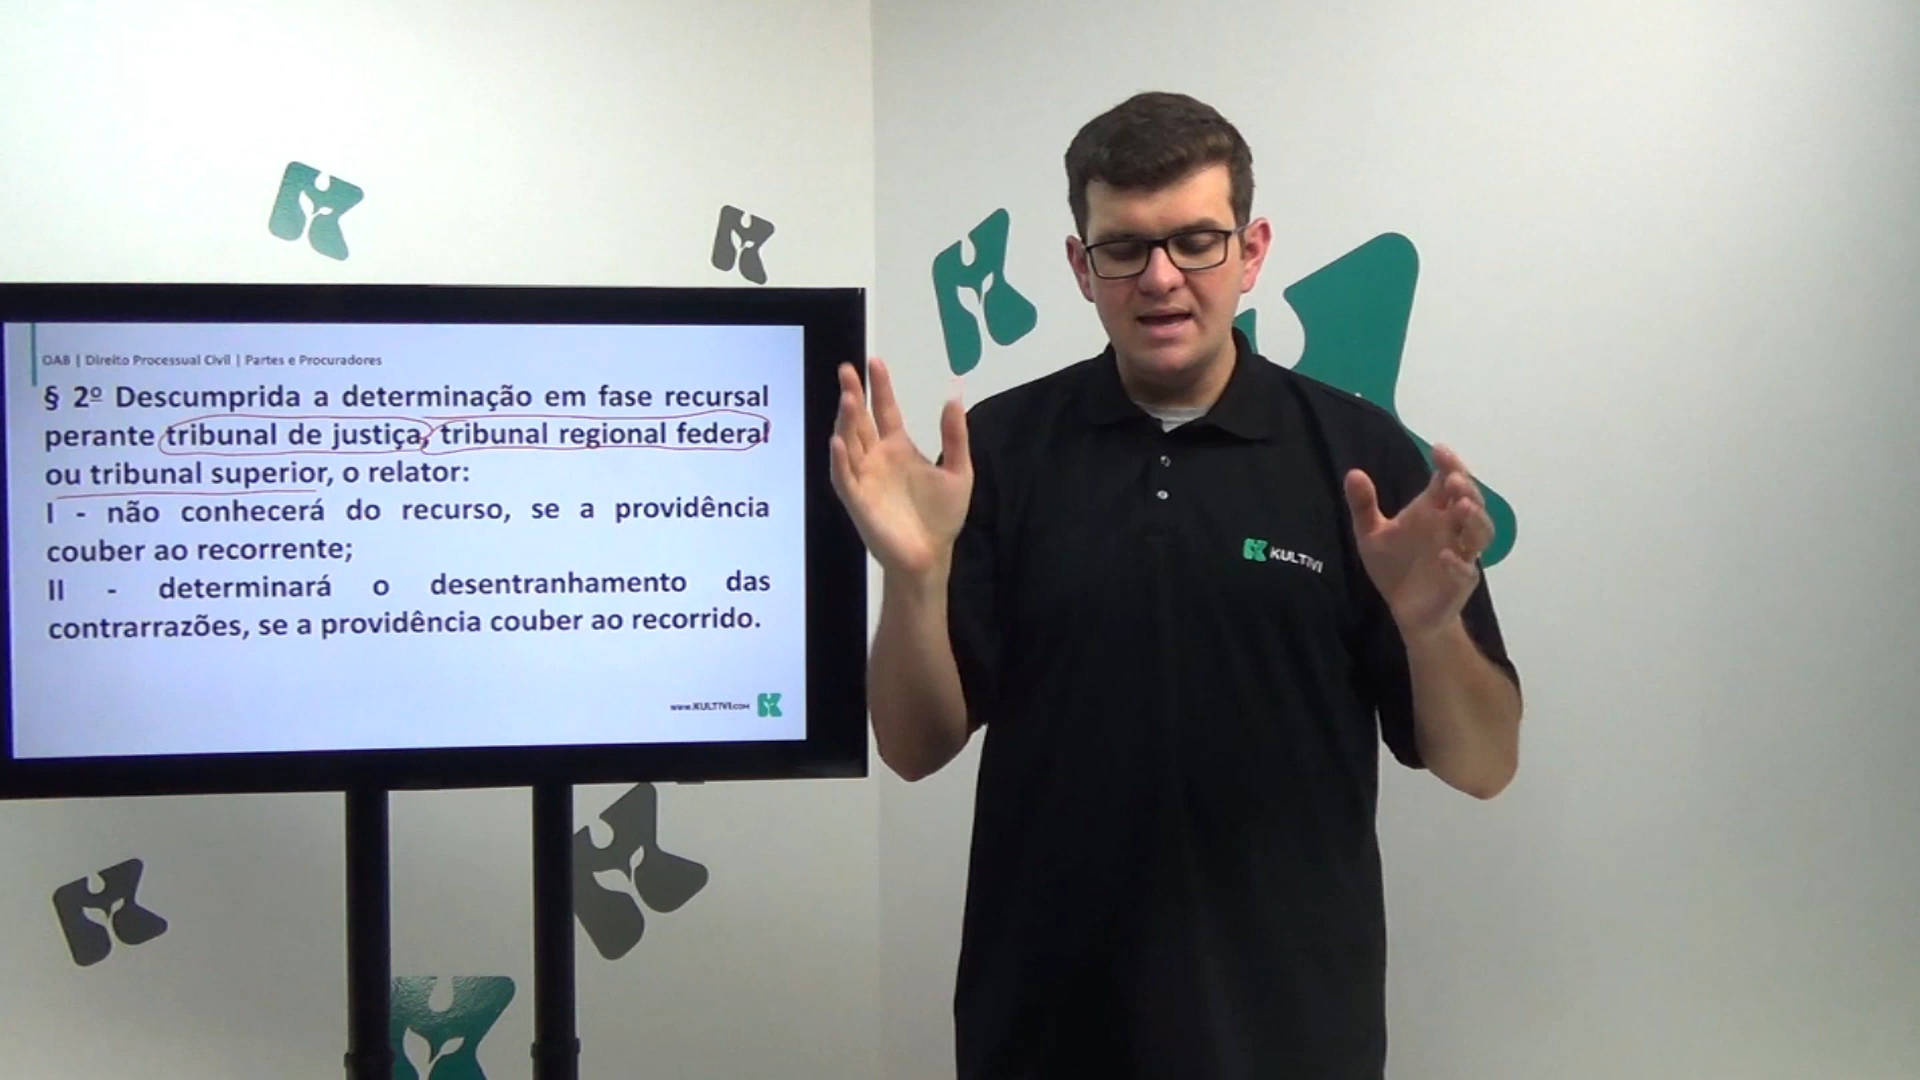 OAB | Direito Processual Civil | Partes e Procuradores
§ 2º Descumprida a determinação em fase recursal
perante tribunal de justiça, tribunal regional federal
ou tribunal superior, o relator:
I - não conhecerá do recurso, se a providência
couber ao recorrente;
II - determinará o desentranhamento das
contrarrazões, se a providência couber ao recorrido.
www.KULTIVI.COM
KULTIVI